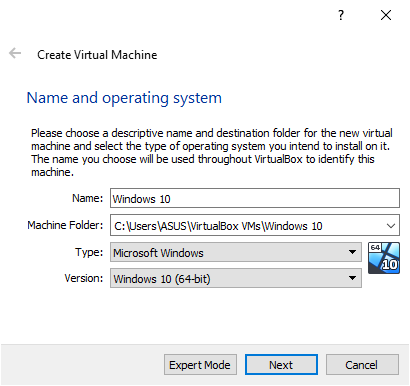 ?
Create Virtual Machine
Name and operating system
Please choose a descriptive name and destination folder for the new virtual
machine and select the type of operating system you intend to install on it.
The name you choose will be used throughout VirtualBox to identify this
machine.
Name: Windows 10
Machine Folder: C:\Users\ASUS\VirtualBox VMs\Windows 10
Type: Microsoft Windows
64
10
Version: Windows 10 (64-bit)
Expert Mode Next Cancel